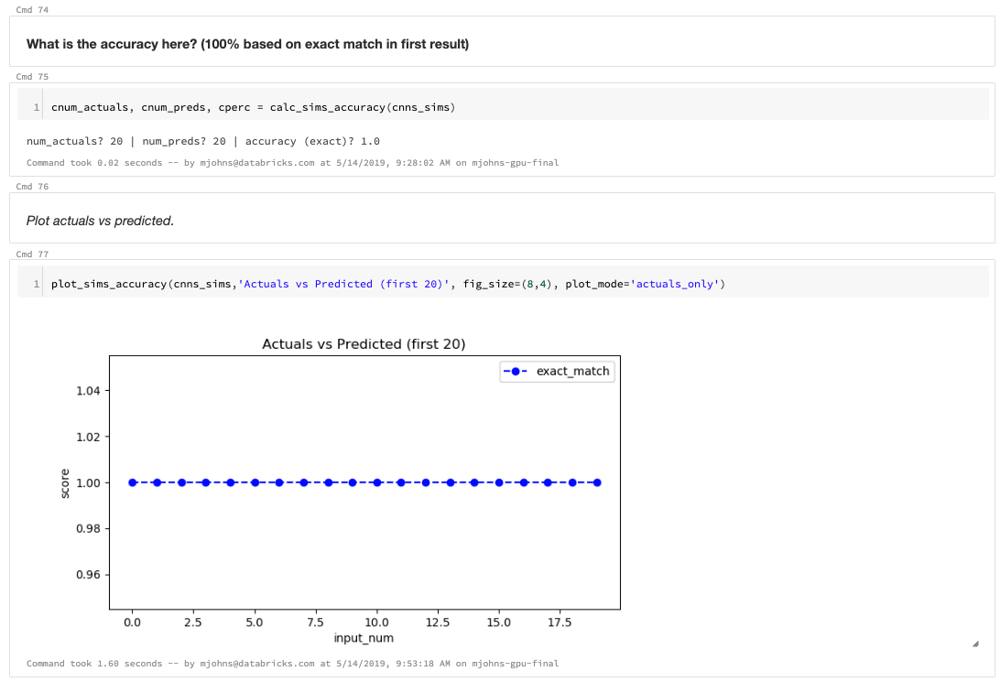 Cmd 74
What is the accuracy here? (100% based on exact match in first result)
Cmd 75
1 cnum_actuals, cnum_preds, cperc = calc_sims_accuracy(cnns_sims)
num_actuals? 20 | num_preds? 20 | accuracy (exact)? 1.0
Command took 0.02 seconds -- by mjohns@databricks.com at 5/14/2019, 9:28:02 AM on mjohns-gpu-final
Cmd 76
Plot actuals vs predicted.
Cmd 77
1 plot_sims_accuracy(cnns_sims,'Actuals vs Predicted (first 20)', fig_size=(8,4), plot_mode='actuals_only')
Actuals vs Predicted (first 20)
exact_match
1.04
1.02
1.00
0.98
0.96
score
0.0 2.5 5.0 7.5 10.0 12.5 15.0 17.5
input_num
Command took 1.60 seconds -- by mjohns@databricks.com at 5/14/2019, 9:53:18 AM on mjohns-gpu-final